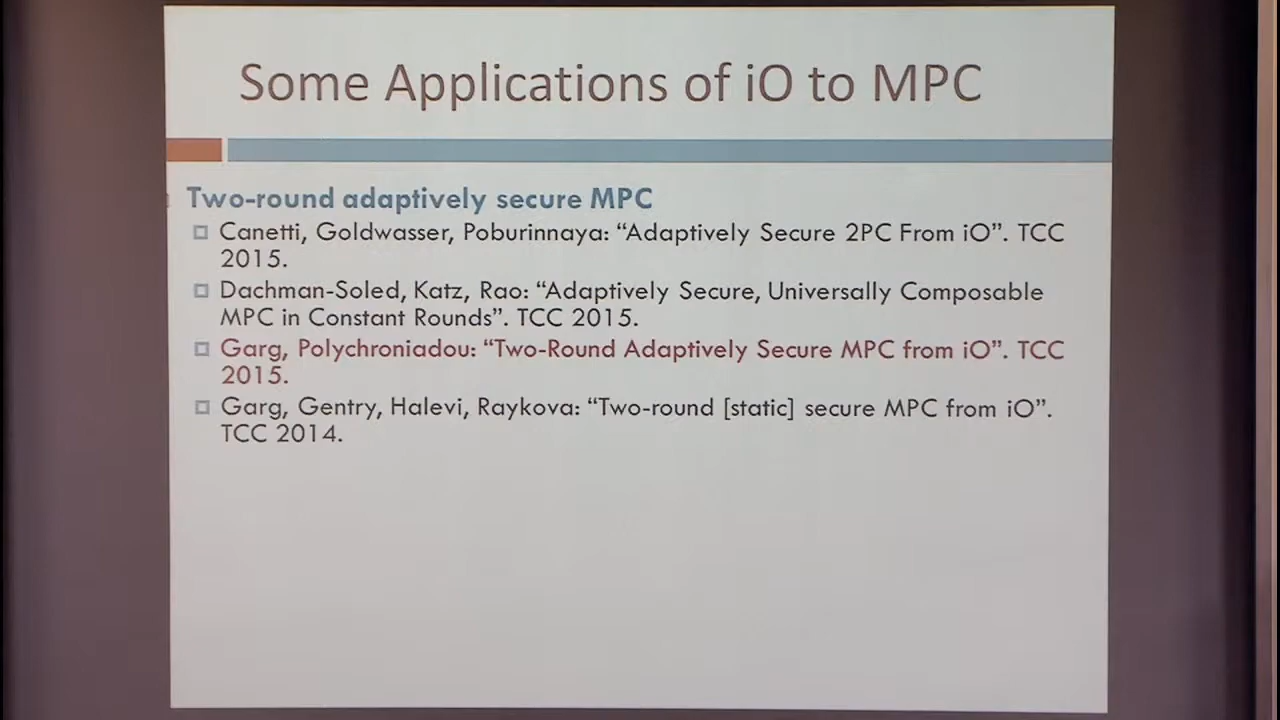 Some Applications of iO to MPC
Two-round adaptively secure MPC
Canetti, Goldwasser, Poburinnaya: “Adaptively Secure 2PC From iO”. TCC
2015.
Dachman-Soled, Katz, Rao: “Adaptively Secure, Universally Composable
MPC in Constant Rounds”. TCC 2015.
Garg, Polychroniadou: “Two-Round Adaptively Secure MPC from iO”. TCC
2015.
Garg, Gentry, Halevi, Raykova: “Two-round [static] secure MPC from iO”.
TCC 2014.